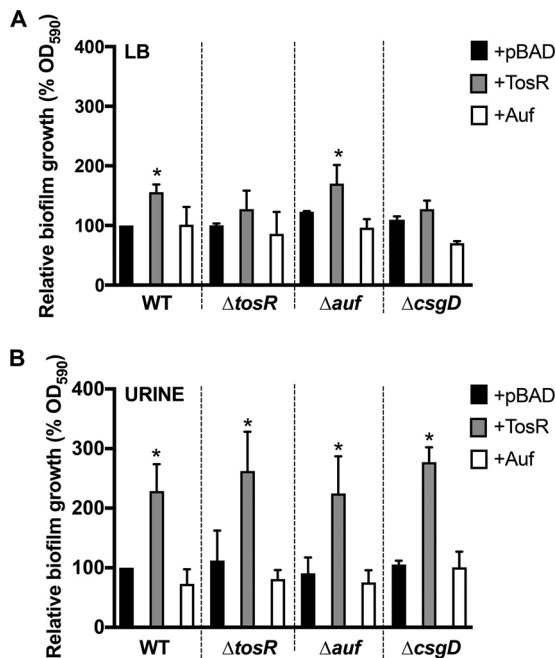 A
LB
Relative biofilm growth (% OD590)
400
300
200
100
0
+pBAD
+TosR
+Auf
*
*
WT
ΔtosR
Δauf
ΔcsgD
B
URINE
Relative biofilm growth (% OD590)
400
300
200
100
0
+pBAD
+TosR
+Auf
*
*
*
*
WT
ΔtosR
Δauf
ΔcsgD